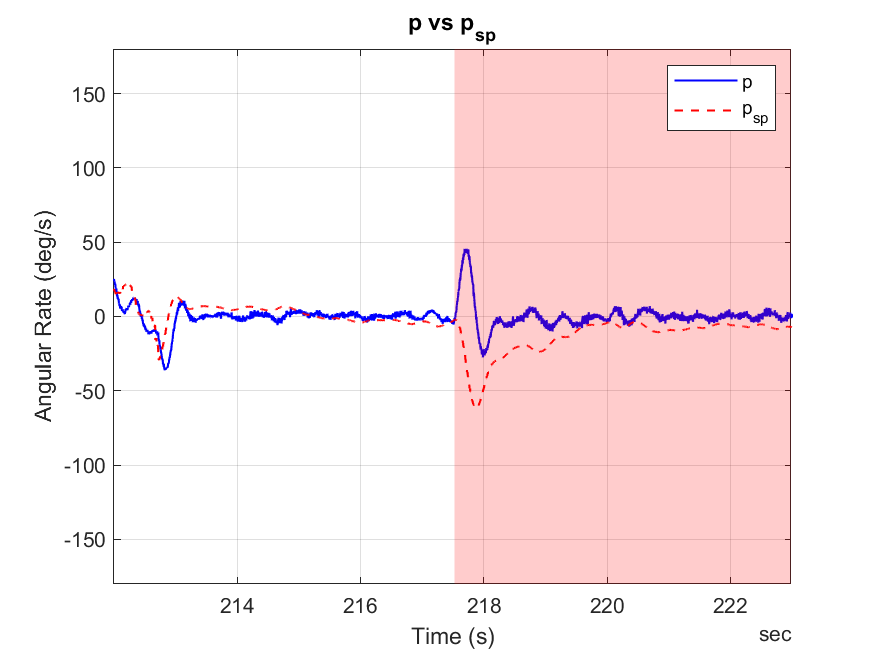 p vs p_sp
p
p_sp
Angular Rate (deg/s)
150
100
50
0
-50
-100
-150
214 216 218 220 222
Time (s)
sec